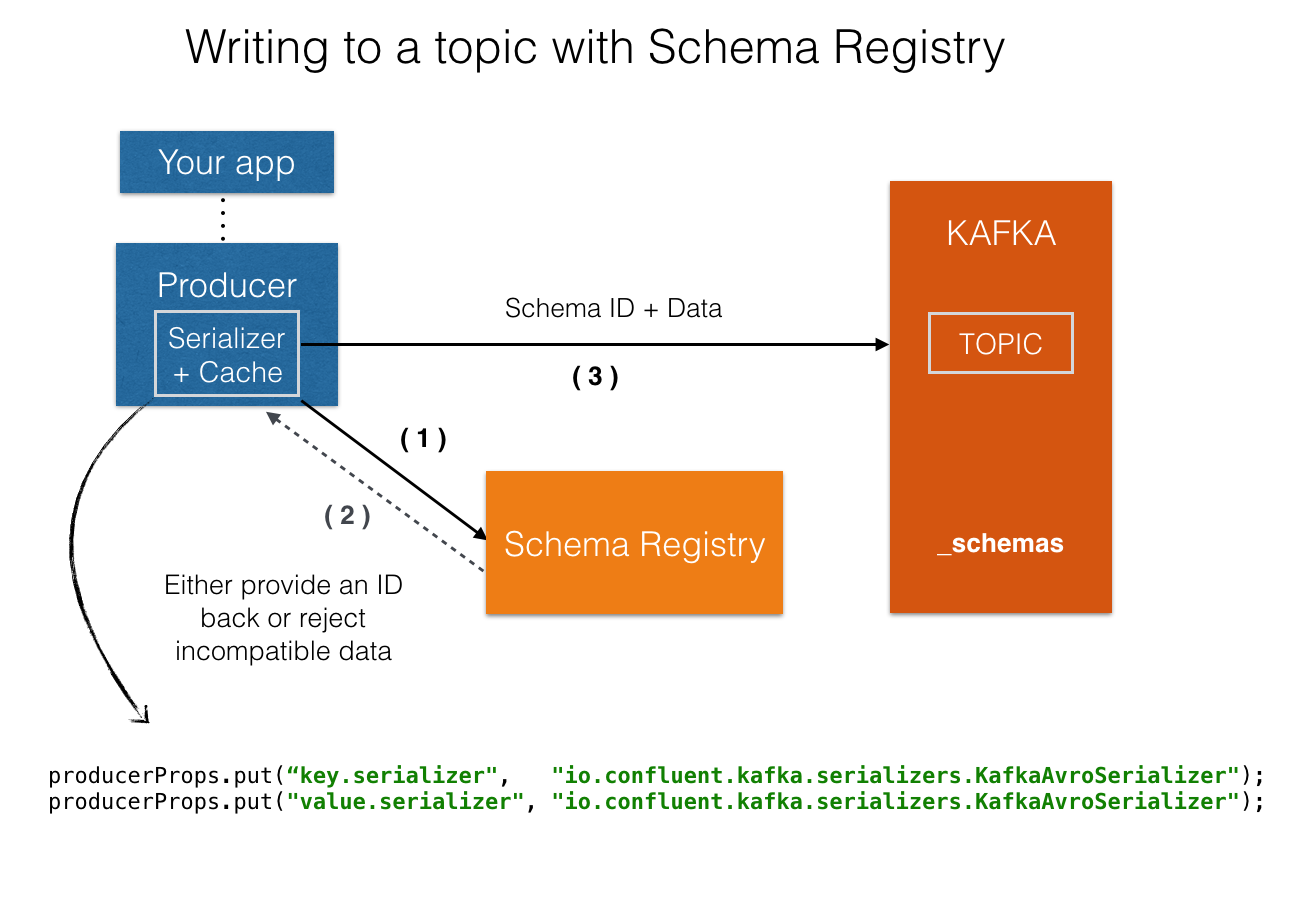 Writing to a topic with Schema Registry
Your app
Producer
Serializer
+ Cache
Schema ID + Data
( 3 )
KAFKA
TOPIC
( 1 )
( 2 )
Schema Registry
_schemas
Either provide an ID
back or reject
incompatible data
producerProps.put(“key.serializer",   "io.confluent.kafka.serializers.KafkaAvroSerializer");
producerProps.put("value.serializer", "io.confluent.kafka.serializers.KafkaAvroSerializer");